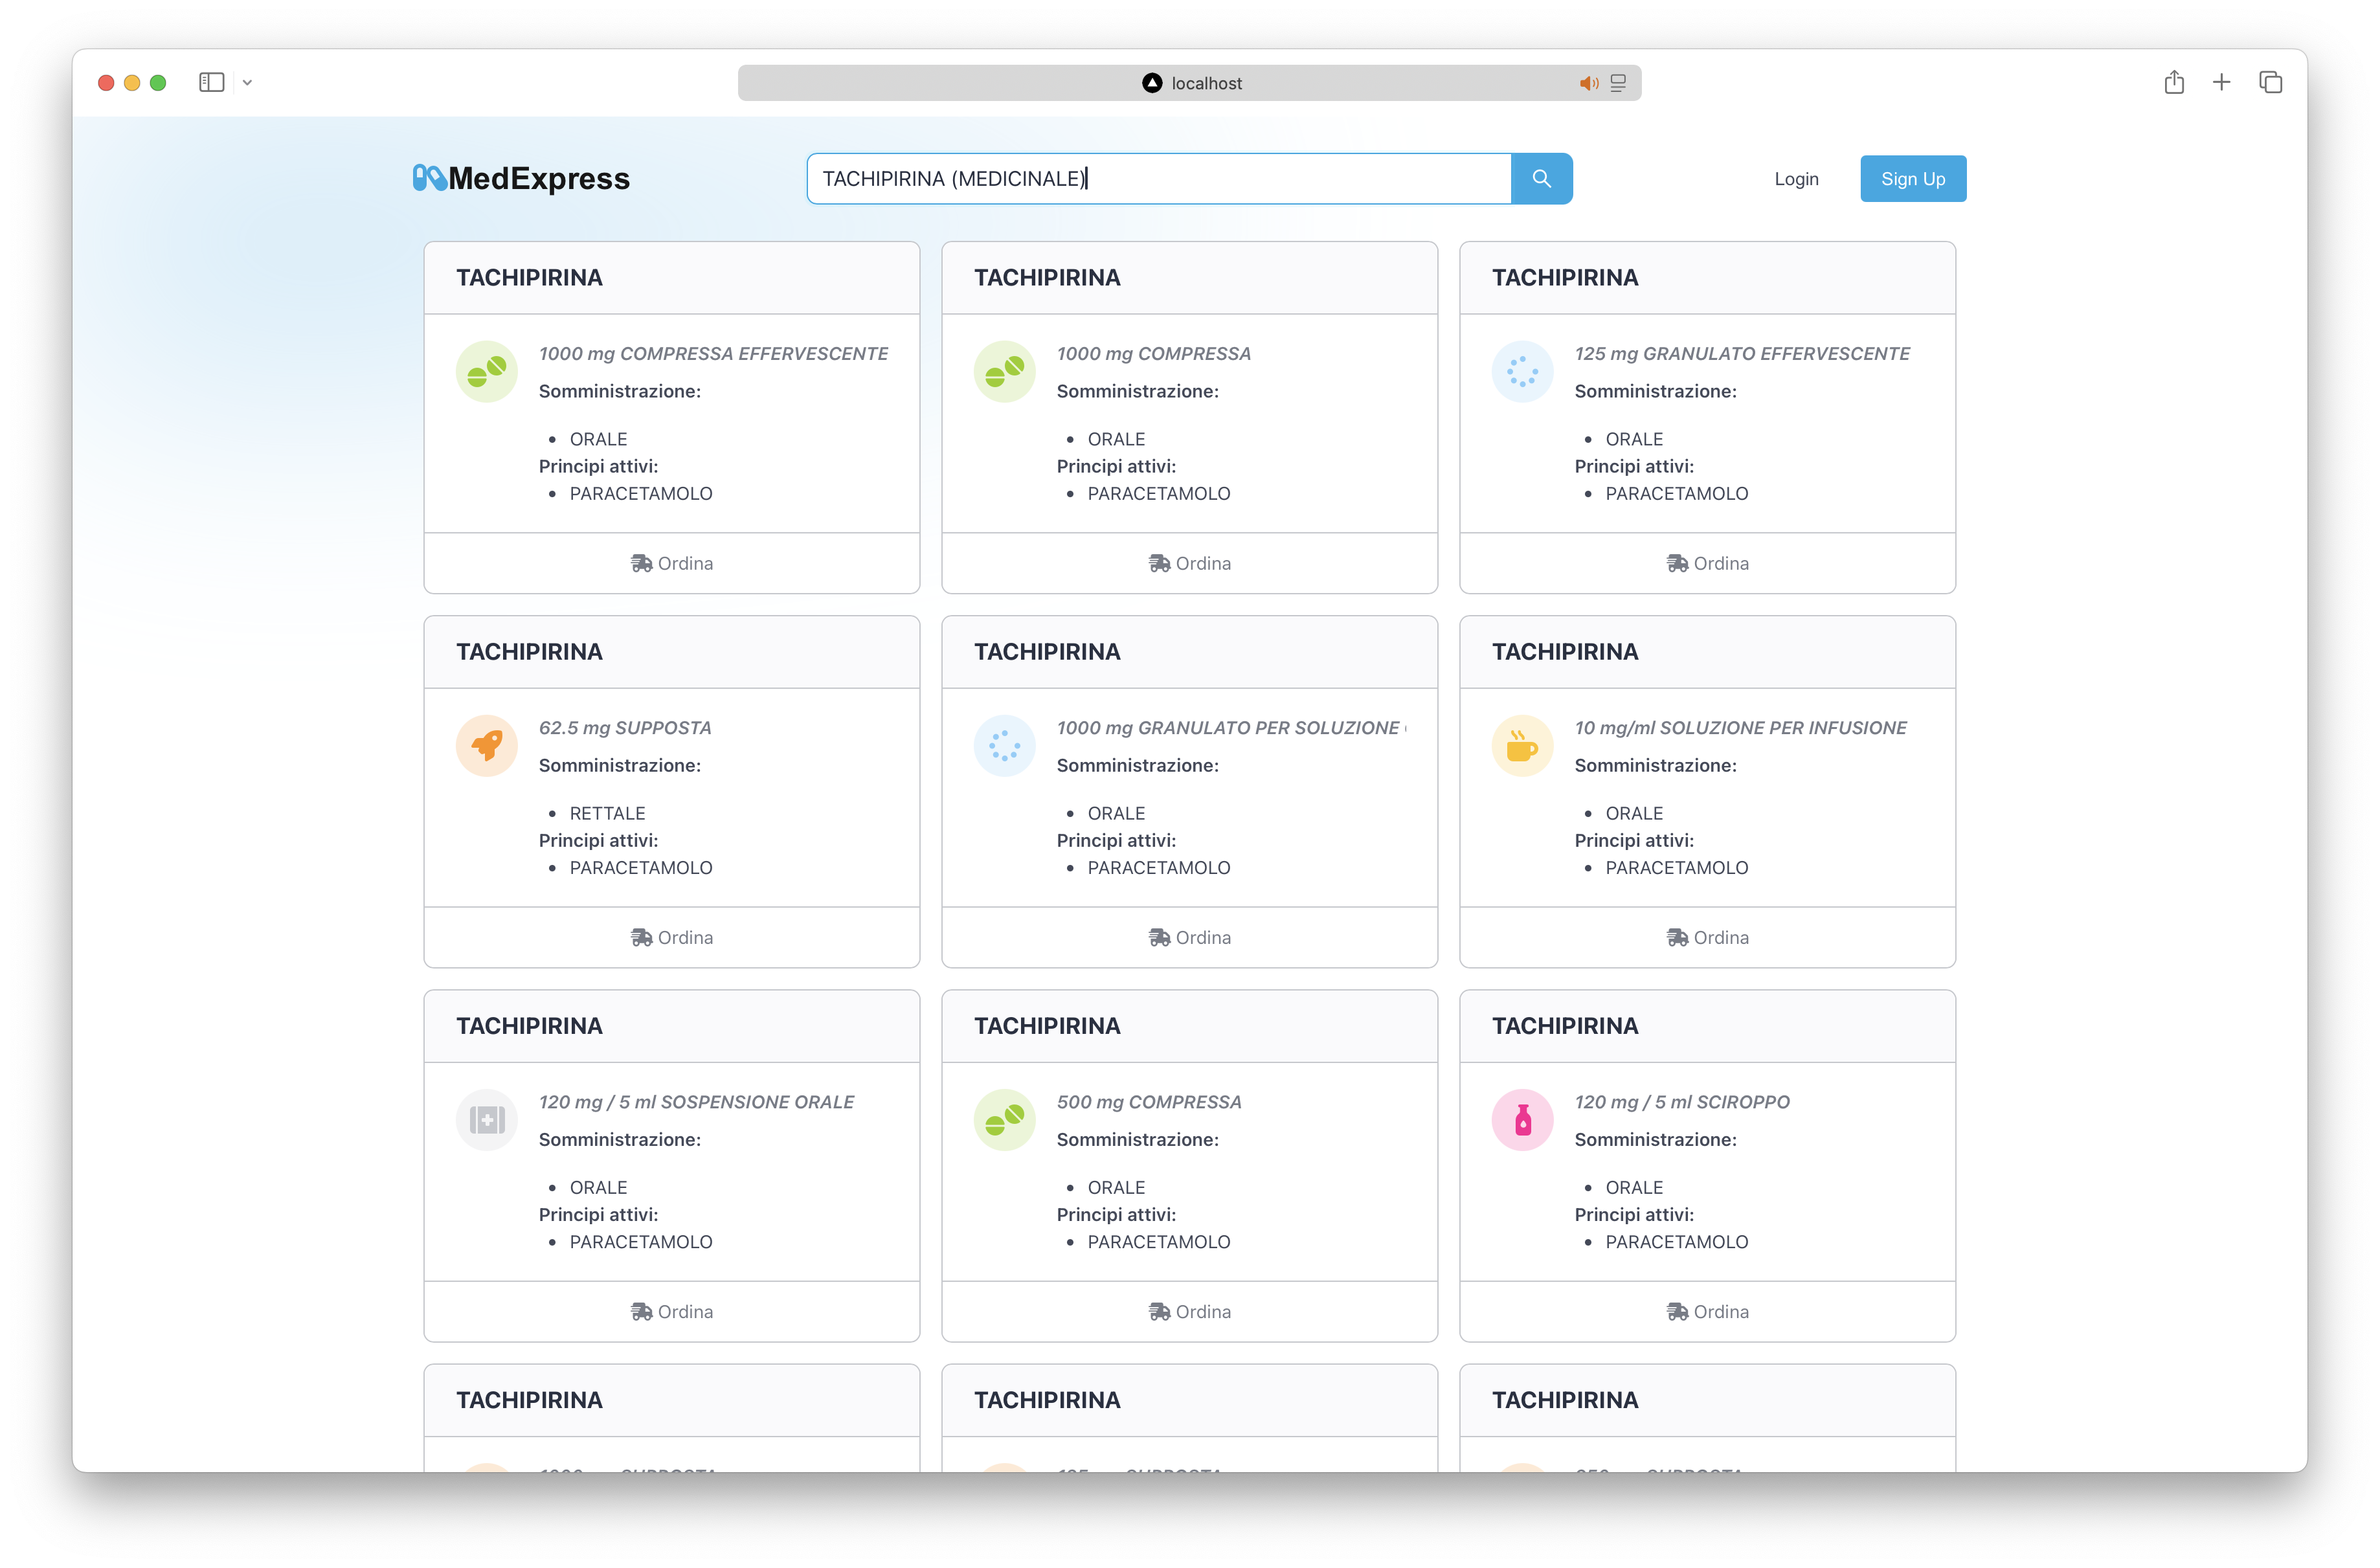 localhost
MedExpress
TACHIPIRINA (MEDICINALE)
Login
Sign Up
TACHIPIRINA
1000 mg COMPRESSA EFFERVESCENTE
Somministrazione:
• ORALE
Principi attivi:
• PARACETAMOLO
Ordina
TACHIPIRINA
1000 mg COMPRESSA
Somministrazione:
• ORALE
Principi attivi:
• PARACETAMOLO
Ordina
TACHIPIRINA
125 mg GRANULATO EFFERVESCENTE
Somministrazione:
• ORALE
Principi attivi:
• PARACETAMOLO
Ordina
TACHIPIRINA
62.5 mg SUPPOSTA
Somministrazione:
• RETTALE
Principi attivi:
• PARACETAMOLO
Ordina
TACHIPIRINA
1000 mg GRANULATO PER SOLUZIONE
Somministrazione:
• ORALE
Principi attivi:
• PARACETAMOLO
Ordina
TACHIPIRINA
10 mg/ml SOLUZIONE PER INFUSIONE
Somministrazione:
• ORALE
Principi attivi:
• PARACETAMOLO
Ordina
TACHIPIRINA
120 mg / 5 ml SOSPENSIONE ORALE
Somministrazione:
• ORALE
Principi attivi:
• PARACETAMOLO
Ordina
TACHIPIRINA
500 mg COMPRESSA
Somministrazione:
• ORALE
Principi attivi:
• PARACETAMOLO
Ordina
TACHIPIRINA
120 mg / 5 ml SCIROPPO
Somministrazione:
• ORALE
Principi attivi:
• PARACETAMOLO
Ordina
TACHIPIRINA
TACHIPIRINA
TACHIPIRINA